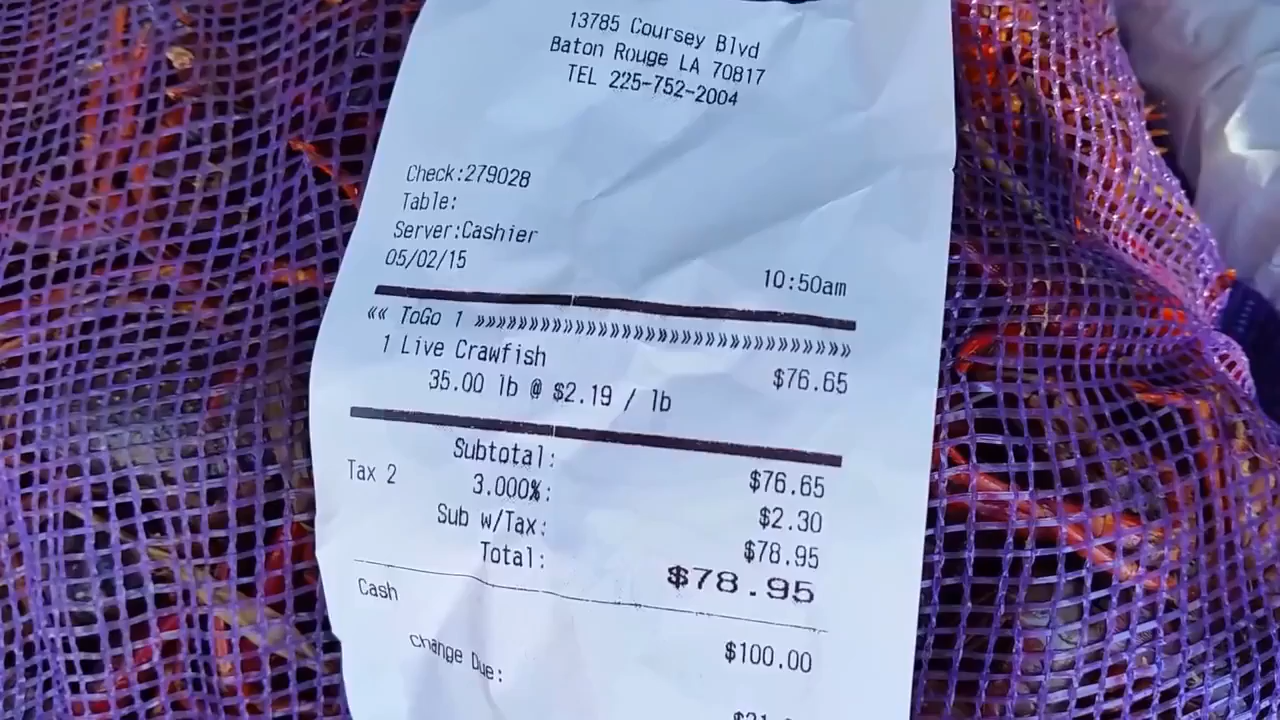 13785 Coursey Blvd
Baton Rouge LA 70817
TEL 225-752-2004
Check:279028
Table:
Server:Cashier
05/02/15 10:50am
«« ToGo 1 »»»»»»»»»»»»»»»»»»»»»»»»»»»»»»»»»»
1 Live Crawfish $76.65
35.00 lb @ $2.19 / lb
Subtotal: $76.65
Tax 2 3.000%: $2.30
Sub w/Tax: $78.95
Total: $78.95
Cash $100.00
Change Due: